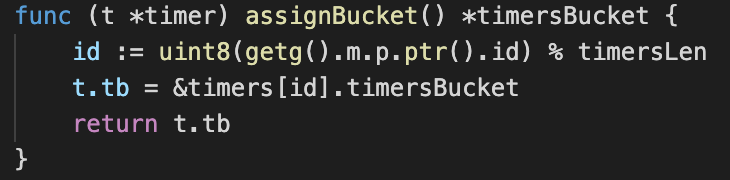 func (t *timer) assignBucket() *timersBucket {
    id := uint8(getg().m.p.ptr().id) % timersLen
    t.tb = &timers[id].timersBucket
    return t.tb
}